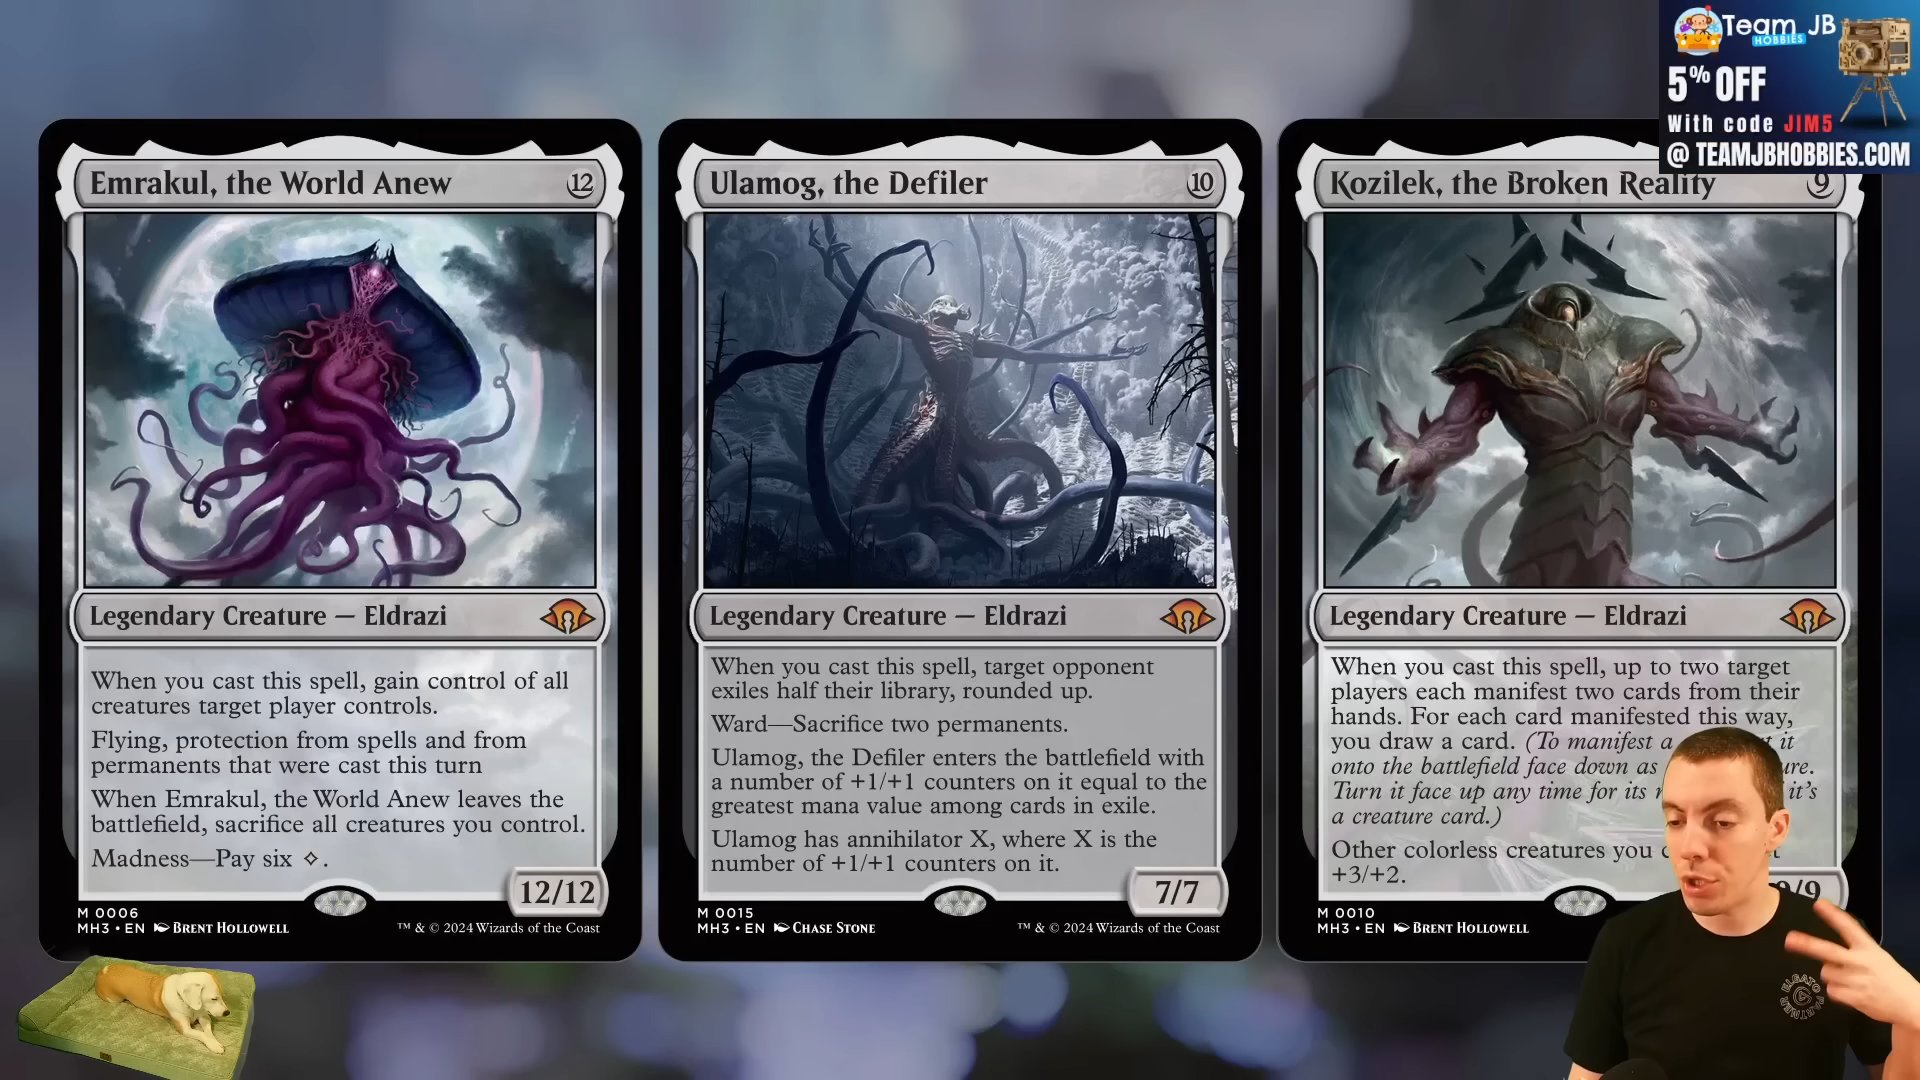 Team JB
HOBBIES
5% OFF
With code JIM5
@ TEAMJBHOBBIES.COM
Emrakul, the World Anew
12
Legendary Creature — Eldrazi
When you cast this spell, gain control of all
creatures target player controls.
Flying, protection from spells and from
permanents that were cast this turn
When Emrakul, the World Anew leaves the
battlefield, sacrifice all creatures you control.
Madness—Pay six ◇.
12/12
M 0006
MH3 • EN BRENT HOLLOWELL
™ & © 2024 Wizards of the Coast
Ulamog, the Defiler
10
Legendary Creature — Eldrazi
When you cast this spell, target opponent
exiles half their library, rounded up.
Ward—Sacrifice two permanents.
Ulamog, the Defiler enters the battlefield with
a number of +1/+1 counters on it equal to the
greatest mana value among cards in exile.
Ulamog has annihilator X, where X is the
number of +1/+1 counters on it.
7/7
M 0015
MH3 • EN CHASE STONE
™ & © 2024 Wizards of the Coast
Kozilek, the Broken Reality
9
Legendary Creature — Eldrazi
When you cast this spell, up to two target
players each manifest two cards from their
hands. For each card manifested this way,
you draw a card. (To manifest a it
onto the battlefield face down as
Turn it face up any time for its it's
a creature card.)
Other colorless creatures you
+3/+2.
9/9
M 0010
MH3 • EN BRENT HOLLOWELL
ELGATO
PARTNER